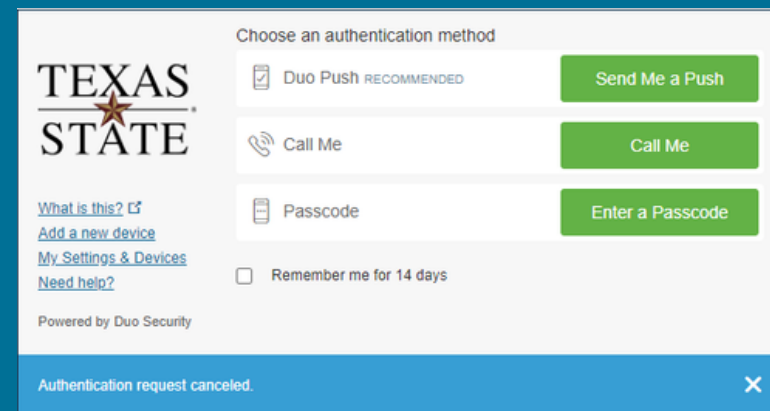 Choose an authentication method
TEXAS
STATE
Duo Push RECOMMENDED
Send Me a Push
Call Me
Call Me
Passcode
Enter a Passcode
What is this?
Add a new device
My Settings & Devices
Need help?
Remember me for 14 days
Powered by Duo Security
Authentication request canceled.